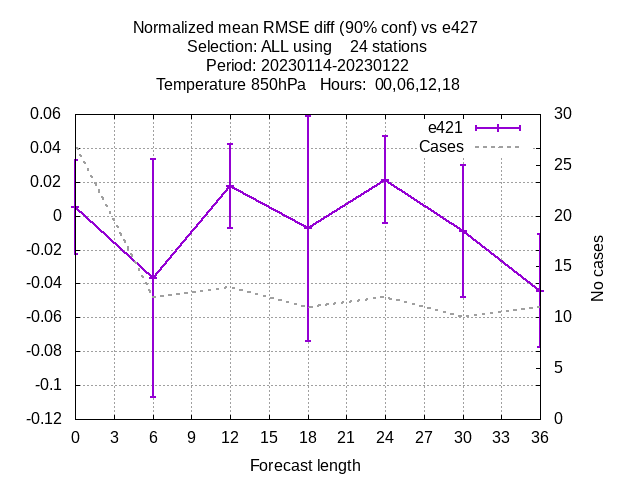 Normalized mean RMSE diff (90% conf) vs e427
Selection: ALL using    24 stations
Period: 20230114-20230122
Temperature 850hPa   Hours:  00,06,12,18
0.06
0.04
0.02
0
-0.02
-0.04
-0.06
-0.08
-0.1
-0.12
e421
Cases
30
25
20
15
10
5
0
No cases
0 3 6 9 12 15 18 21 24 27 30 33 36
Forecast length